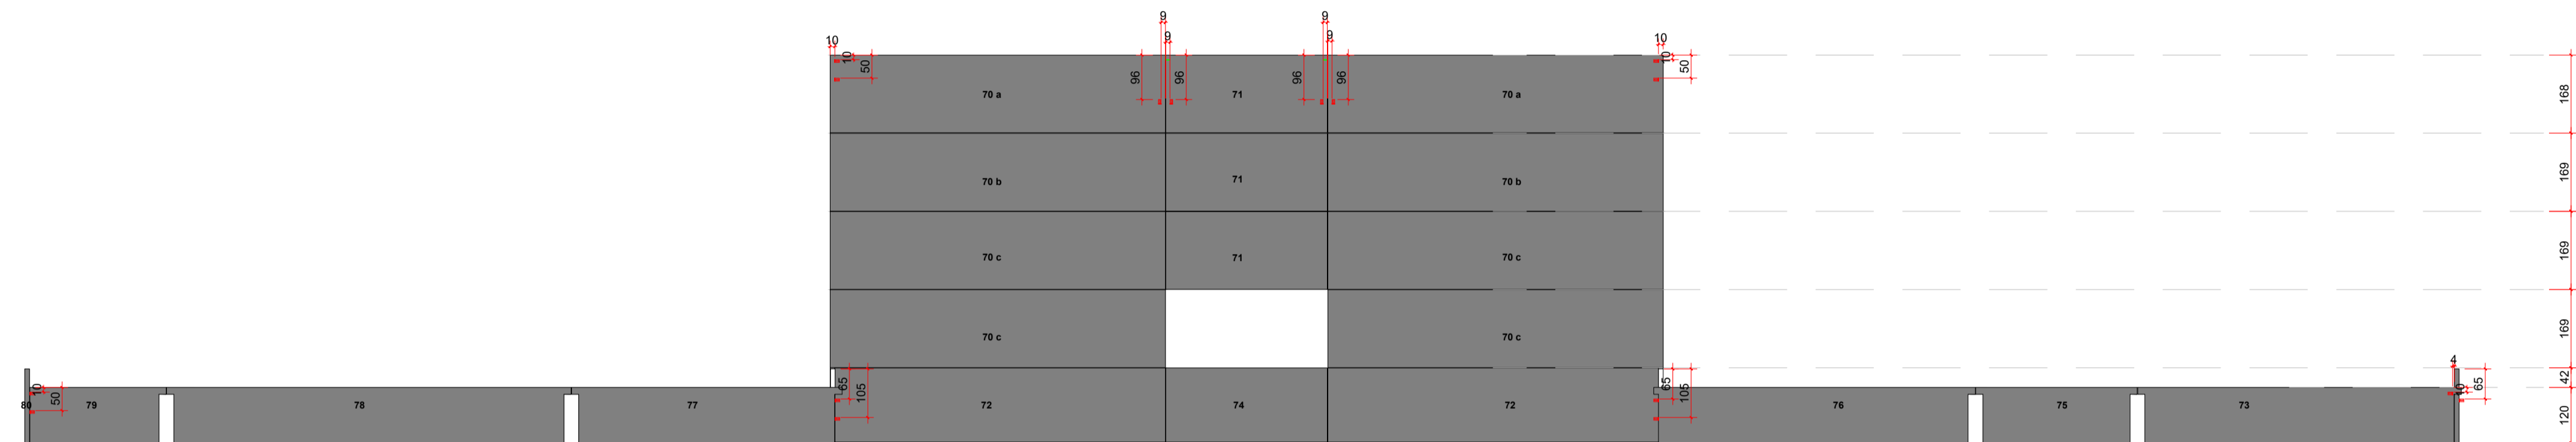 9 9
10 9 9 10
10 50 96 96 96 96 10 50
70 a 71 70 a 168
70 b 71 70 b 169
70 c 71 70 c 169
70 c 70 c 169
4
10 50 65 105 65 105 65 42
80 79 78 77 72 74 72 76 75 73 120